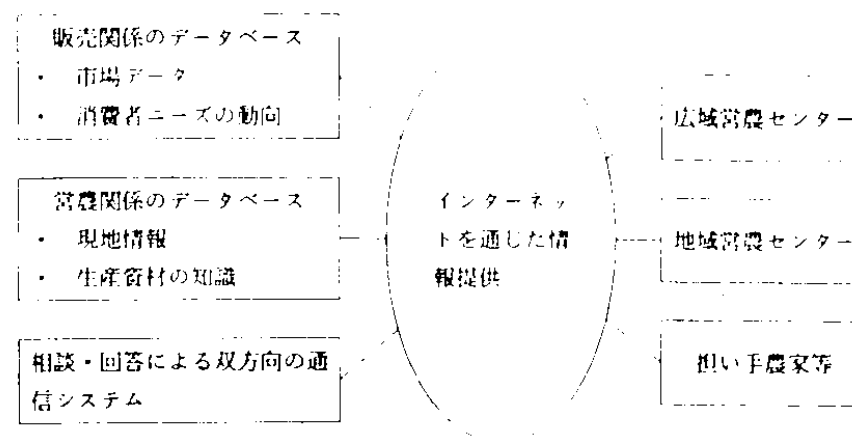 販売関係のデータベース
・ 市場データ
・ 消費者ニーズの動向
営農関係のデータベース
・ 現地情報
・ 生産資材の知識
相談・回答による双方向の通
信システム
インターネッ
トを通じた情
報提供
広域営農センター
地域営農センター
担い手農家等